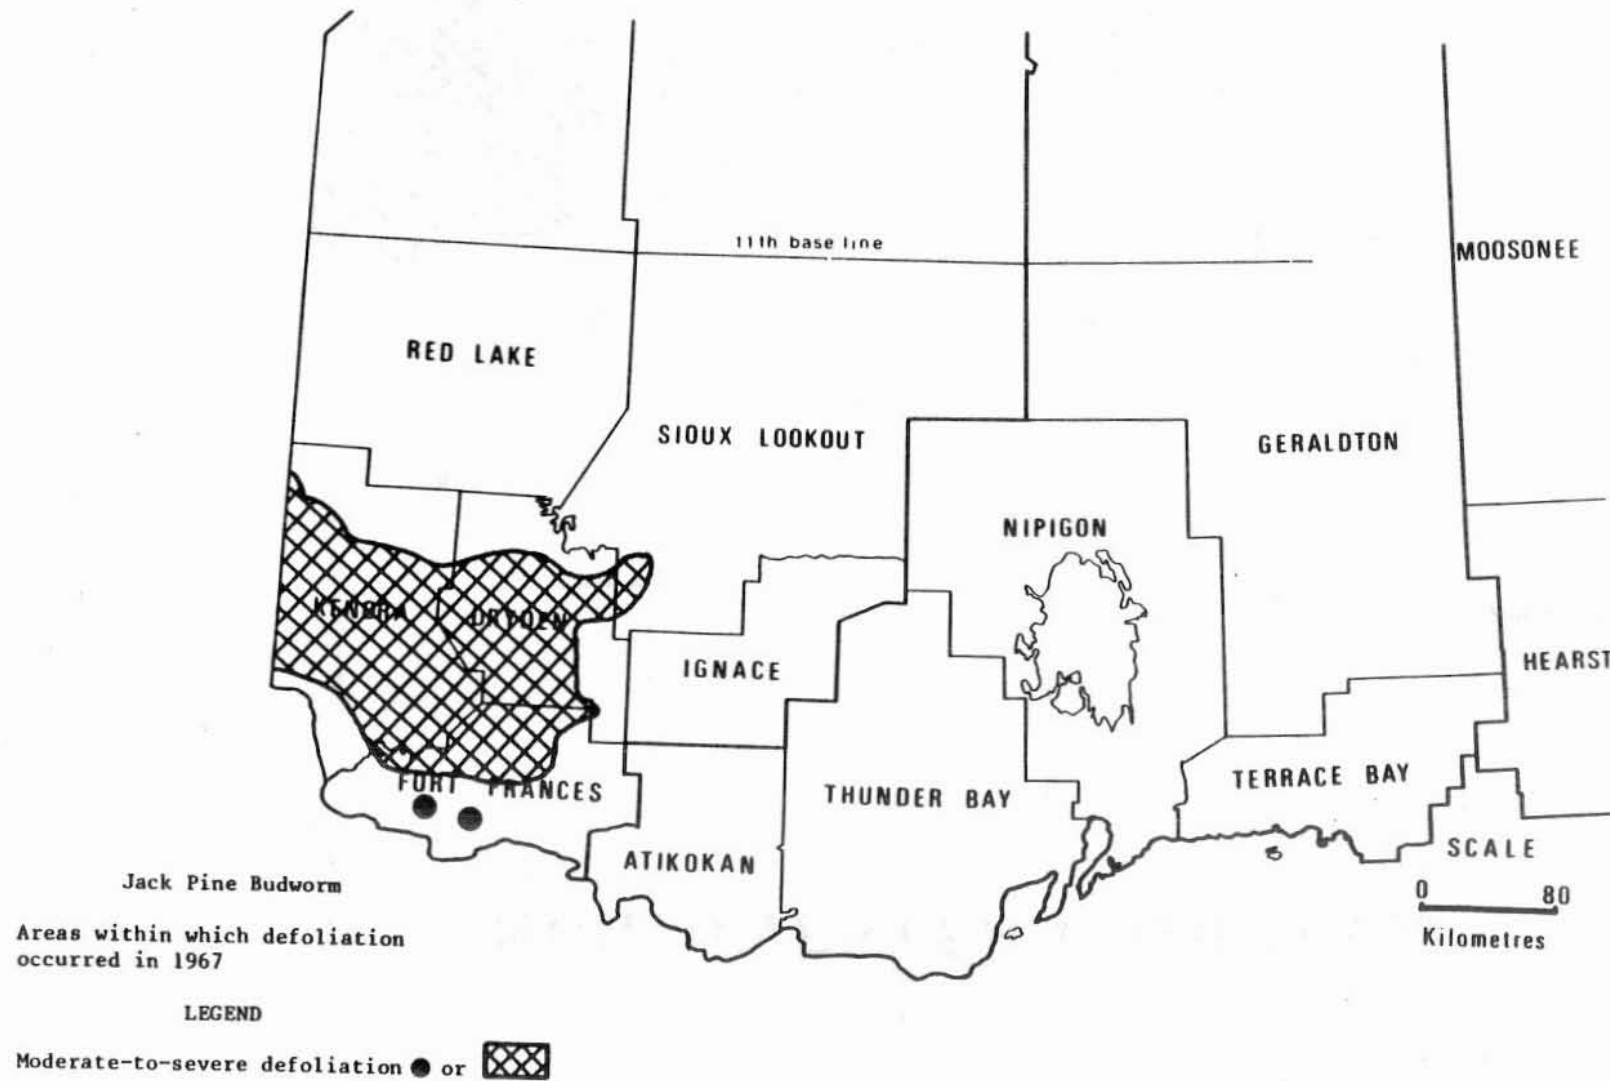 11th base line
MOOSONEE
RED LAKE
SIOUX LOOKOUT
GERALDTON
NIPIGON
KENORA
DRYDEN
IGNACE
HEARST
FORT FRANCES
THUNDER BAY
TERRACE BAY
ATIKOKAN
SCALE
0 80
Kilometres
Jack Pine Budworm
Areas within which defoliation
occurred in 1967
LEGEND
Moderate-to-severe defoliation or